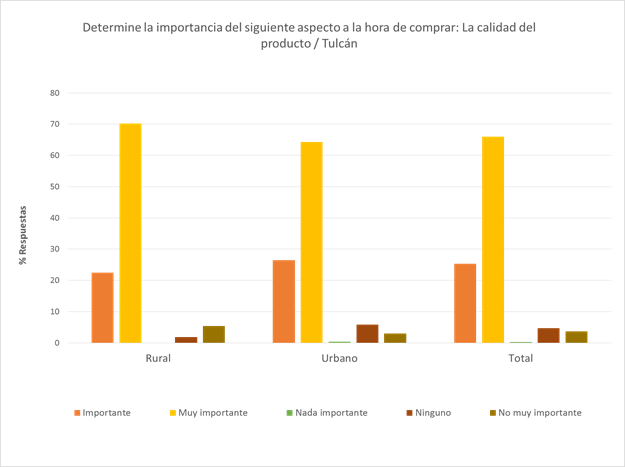 Determine la importancia del siguiente aspecto a la hora de comprar: La calidad del
producto / Tulcán
80
70
60
50
40
30
20
10
0
% Respuestas
Rural Urbano Total
Importante Muy importante Nada importante Ninguno No muy importante